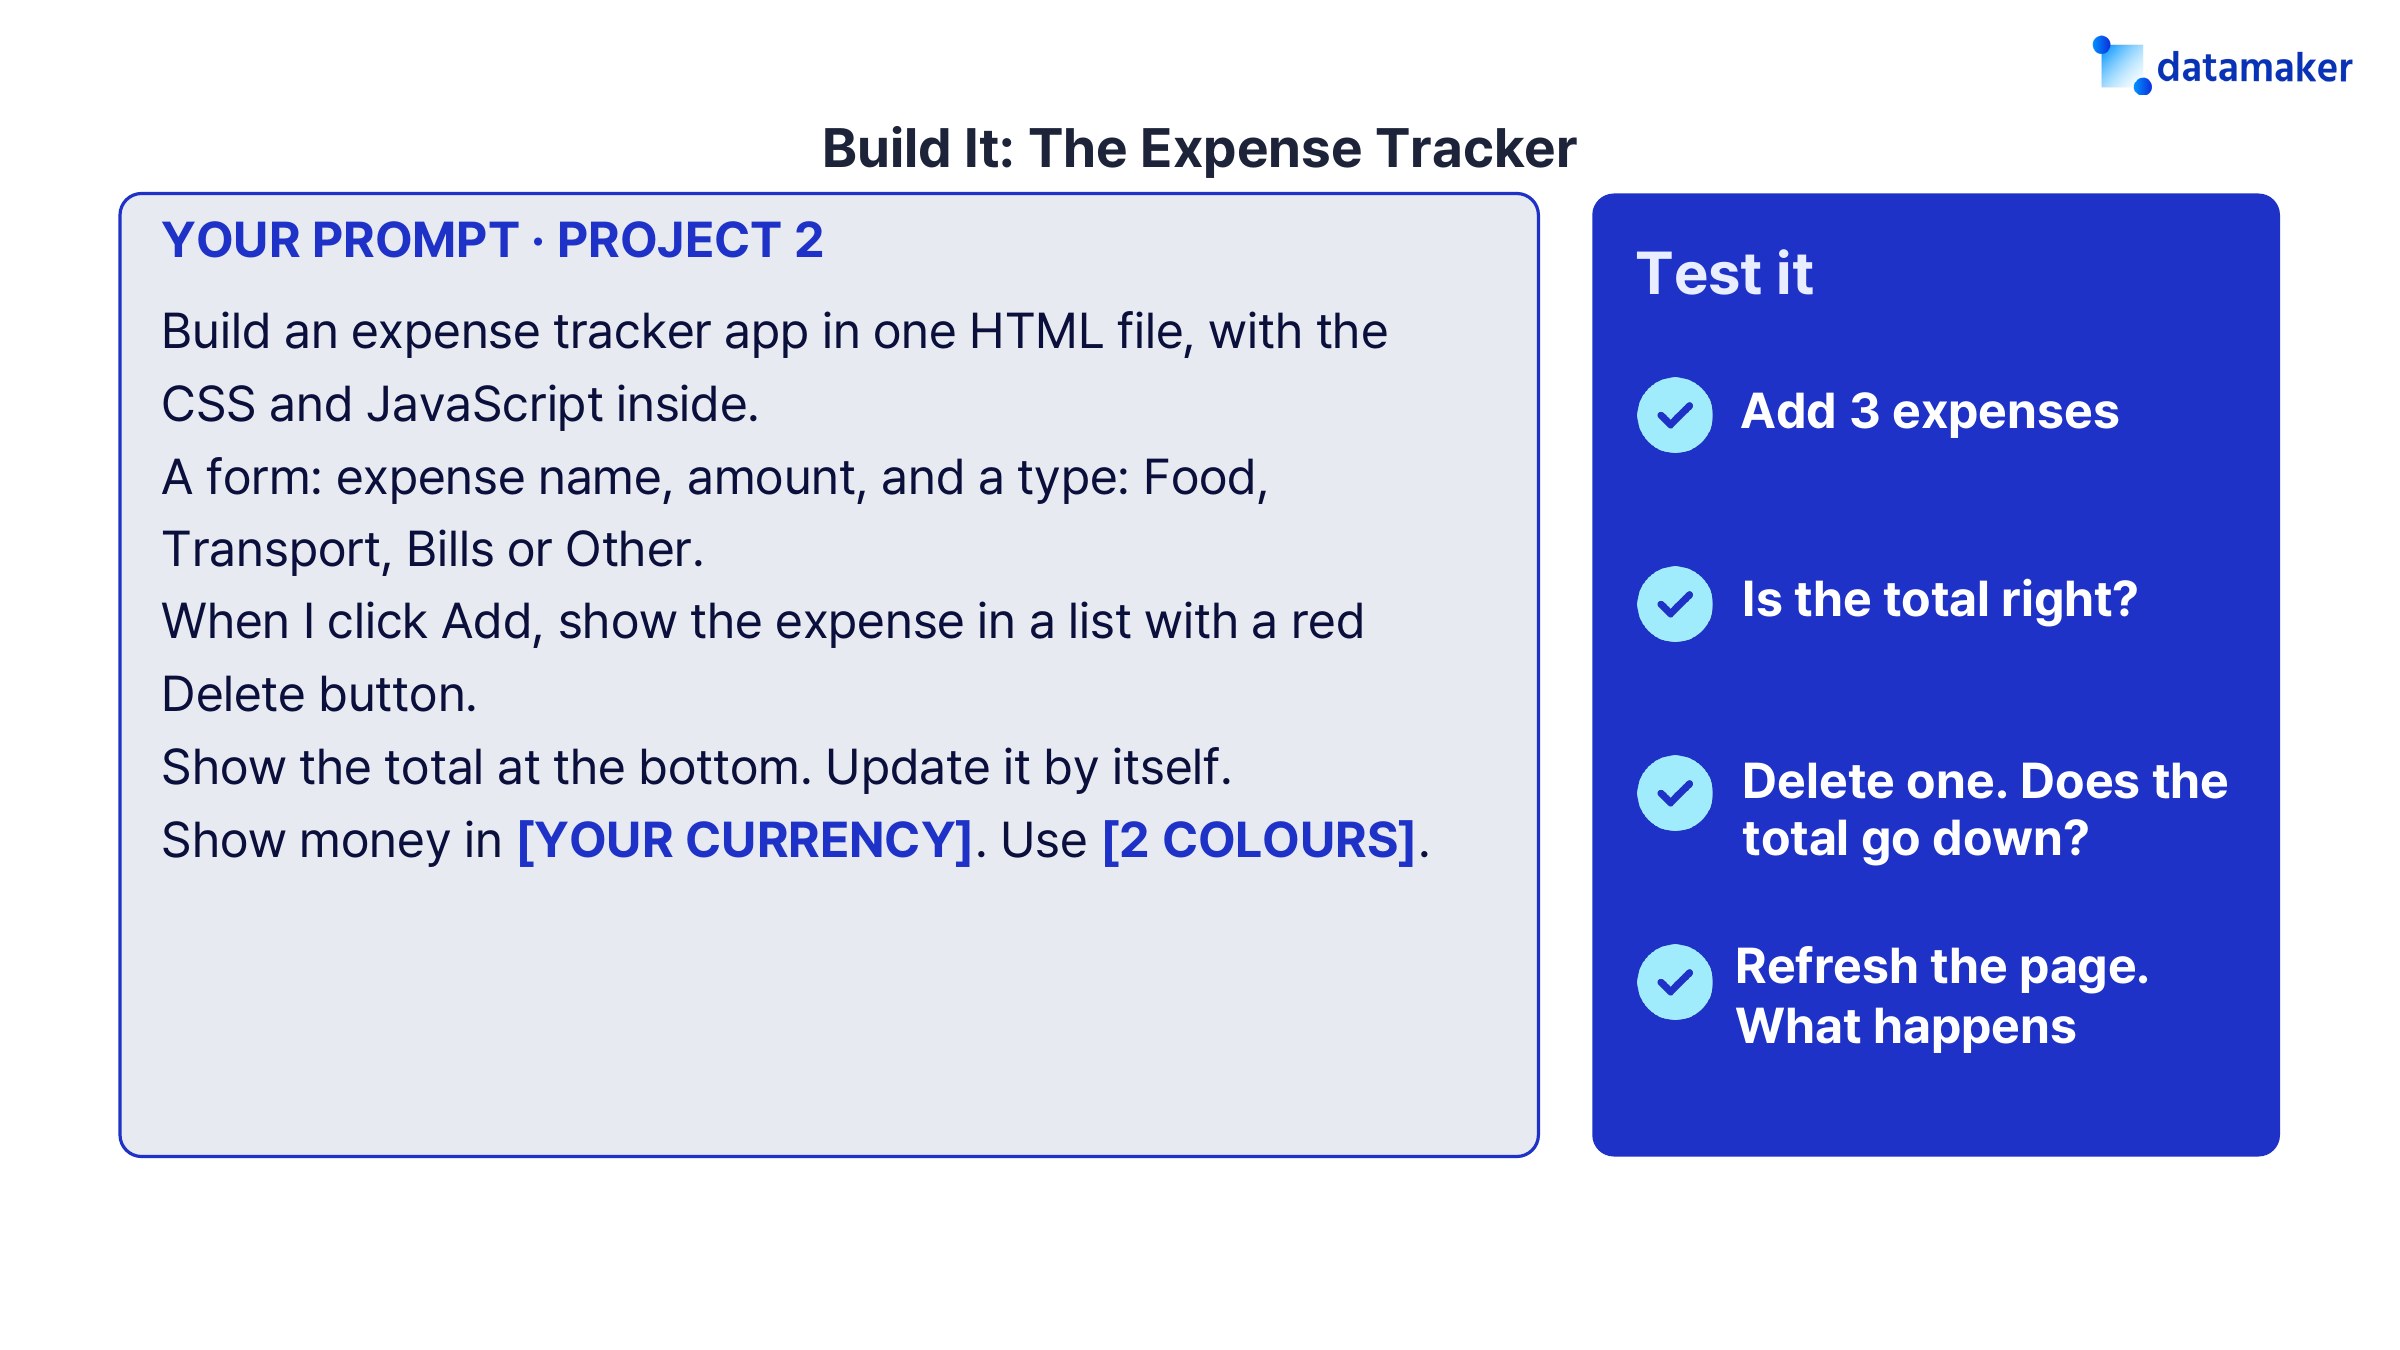 datamaker
Build It: The Expense Tracker
YOUR PROMPT · PROJECT 2
Build an expense tracker app in one HTML file, with the
CSS and JavaScript inside.
A form: expense name, amount, and a type: Food,
Transport, Bills or Other.
When I click Add, show the expense in a list with a red
Delete button.
Show the total at the bottom. Update it by itself.
Show money in [YOUR CURRENCY]. Use [2 COLOURS].
Test it
Add 3 expenses
Is the total right?
Delete one. Does the
total go down?
Refresh the page.
What happens